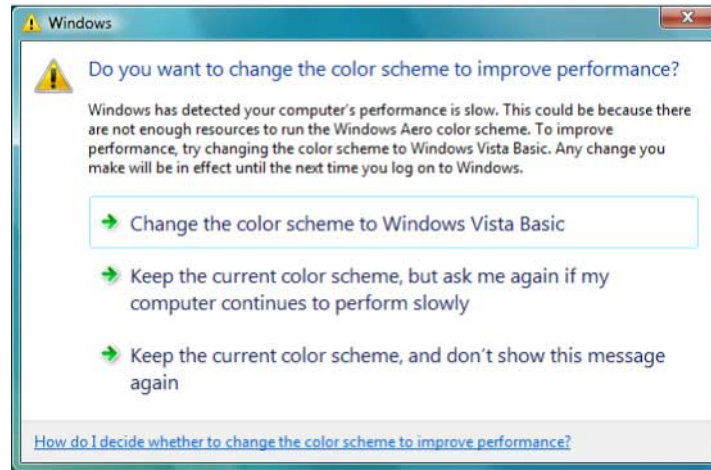 Windows
Do you want to change the color scheme to improve performance?
Windows has detected your computer's performance is slow. This could be because there
are not enough resources to run the Windows Aero color scheme. To improve
performance, try changing the color scheme to Windows Vista Basic. Any change you
make will be in effect until the next time you log on to Windows.
Change the color scheme to Windows Vista Basic
Keep the current color scheme, but ask me again if my
computer continues to perform slowly
Keep the current color scheme, and don't show this message
again
How do I decide whether to change the color scheme to improve performance?